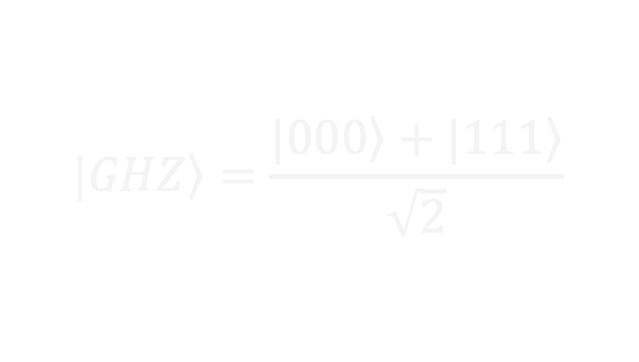 |GHZ⟩ = |000⟩ + |111⟩ / √2